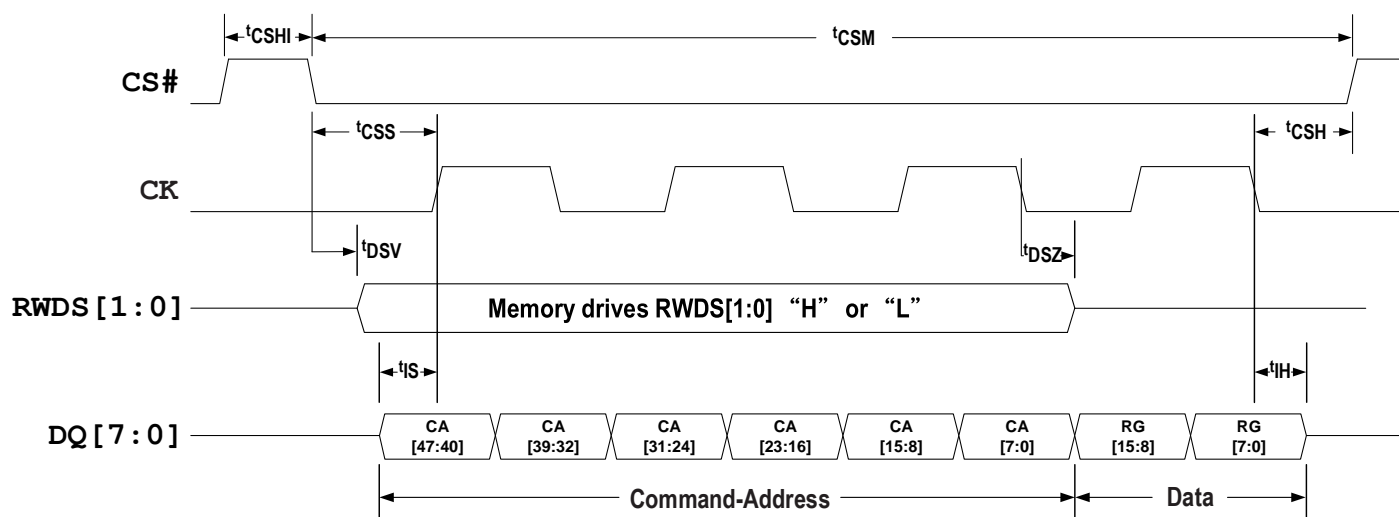 tCSHI
tCSM
CS#
tCSS
tCSH
CK
tDSV
tDSZ
RWDS[1:0]
Memory drives RWDS[1:0] “H” or “L”
tIS
tIH
DQ[7:0]
CA
[47:40]
CA
[39:32]
CA
[31:24]
CA
[23:16]
CA
[15:8]
CA
[7:0]
RG
[15:8]
RG
[7:0]
Command-Address
Data